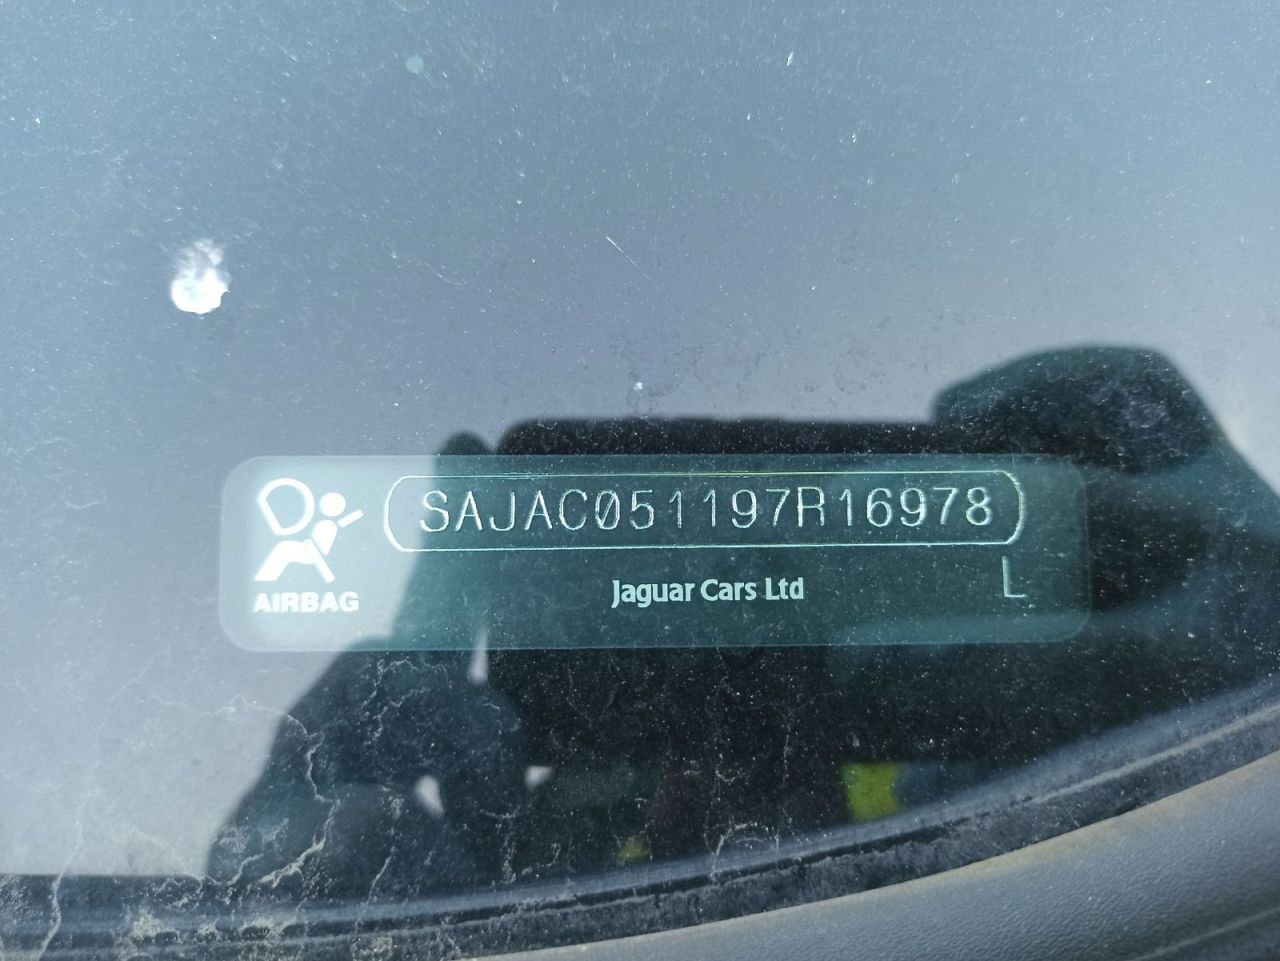 SAJAC051197R16978
AIRBAG
Jaguar Cars Ltd
L